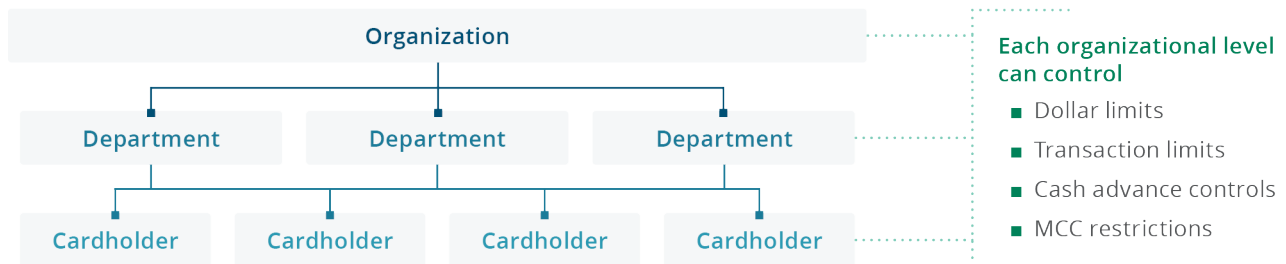 Organization
Department Department Department
Cardholder Cardholder Cardholder Cardholder
Each organizational level
can control
Dollar limits
Transaction limits
Cash advance controls
MCC restrictions